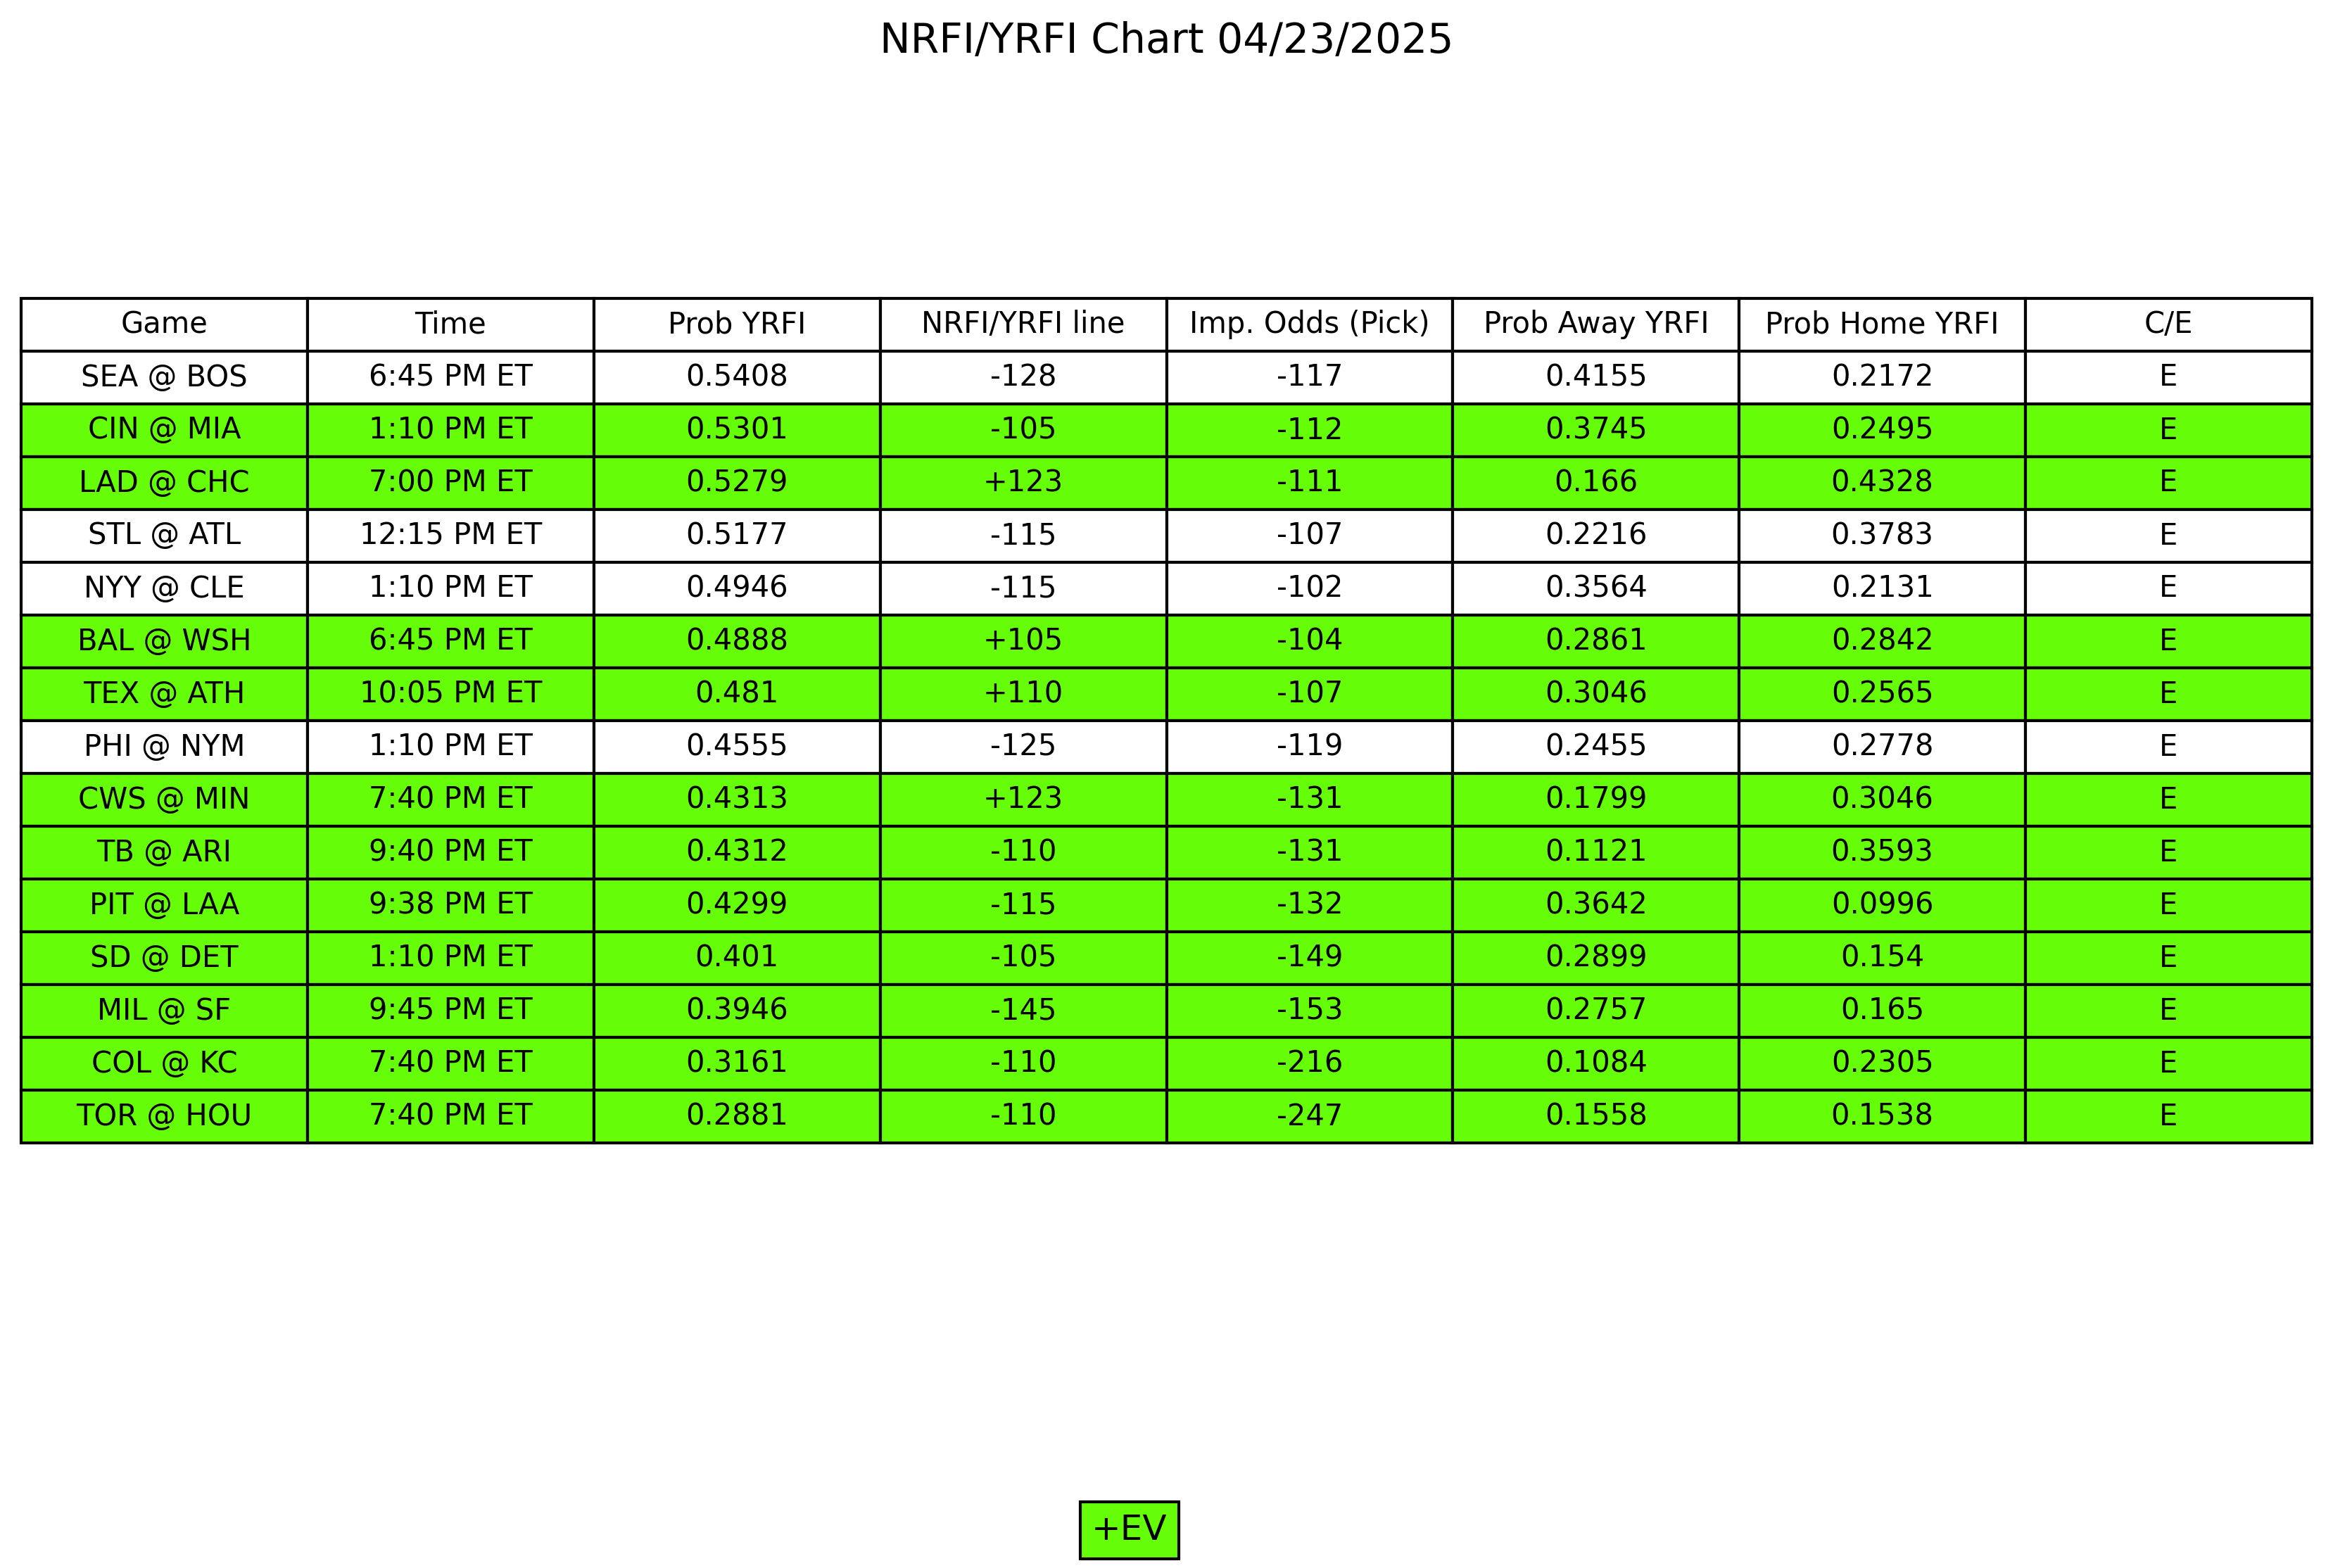 NRFI/YRFI Chart 04/23/2025
Game Time Prob YRFI NRFI/YRFI line Imp. Odds (Pick) Prob Away YRFI Prob Home YRFI C/E
SEA @ BOS 6:45 PM ET 0.5408 -128 -117 0.4155 0.2172 E
CIN @ MIA 1:10 PM ET 0.5301 -105 -112 0.3745 0.2495 E
LAD @ CHC 7:00 PM ET 0.5279 +123 -111 0.166 0.4328 E
STL @ ATL 12:15 PM ET 0.5177 -115 -107 0.2216 0.3783 E
NYY @ CLE 1:10 PM ET 0.4946 -115 -102 0.3564 0.2131 E
BAL @ WSH 6:45 PM ET 0.4888 +105 -104 0.2861 0.2842 E
TEX @ ATH 10:05 PM ET 0.481 +110 -107 0.3046 0.2565 E
PHI @ NYM 1:10 PM ET 0.4555 -125 -119 0.2455 0.2778 E
CWS @ MIN 7:40 PM ET 0.4313 +123 -131 0.1799 0.3046 E
TB @ ARI 9:40 PM ET 0.4312 -110 -131 0.1121 0.3593 E
PIT @ LAA 9:38 PM ET 0.4299 -115 -132 0.3642 0.0996 E
SD @ DET 1:10 PM ET 0.401 -105 -149 0.2899 0.154 E
MIL @ SF 9:45 PM ET 0.3946 -145 -153 0.2757 0.165 E
COL @ KC 7:40 PM ET 0.3161 -110 -216 0.1084 0.2305 E
TOR @ HOU 7:40 PM ET 0.2881 -110 -247 0.1558 0.1538 E
+EV